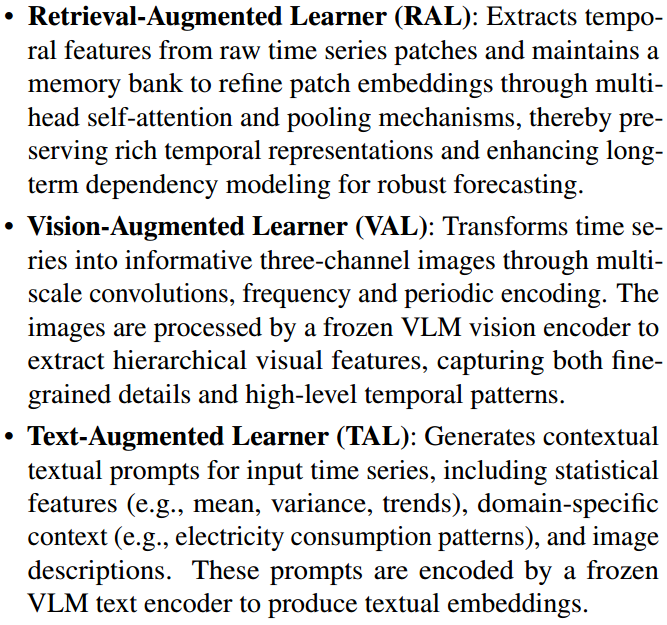 • Retrieval-Augmented Learner (RAL): Extracts tempo-
ral features from raw time series patches and maintains a
memory bank to refine patch embeddings through multi-
head self-attention and pooling mechanisms, thereby pre-
serving rich temporal representations and enhancing long-
term dependency modeling for robust forecasting.
• Vision-Augmented Learner (VAL): Transforms time se-
ries into informative three-channel images through multi-
scale convolutions, frequency and periodic encoding. The
images are processed by a frozen VLM vision encoder to
extract hierarchical visual features, capturing both fine-
grained details and high-level temporal patterns.
• Text-Augmented Learner (TAL): Generates contextual
textual prompts for input time series, including statistical
features (e.g., mean, variance, trends), domain-specific
context (e.g., electricity consumption patterns), and image
descriptions. These prompts are encoded by a frozen
VLM text encoder to produce textual embeddings.